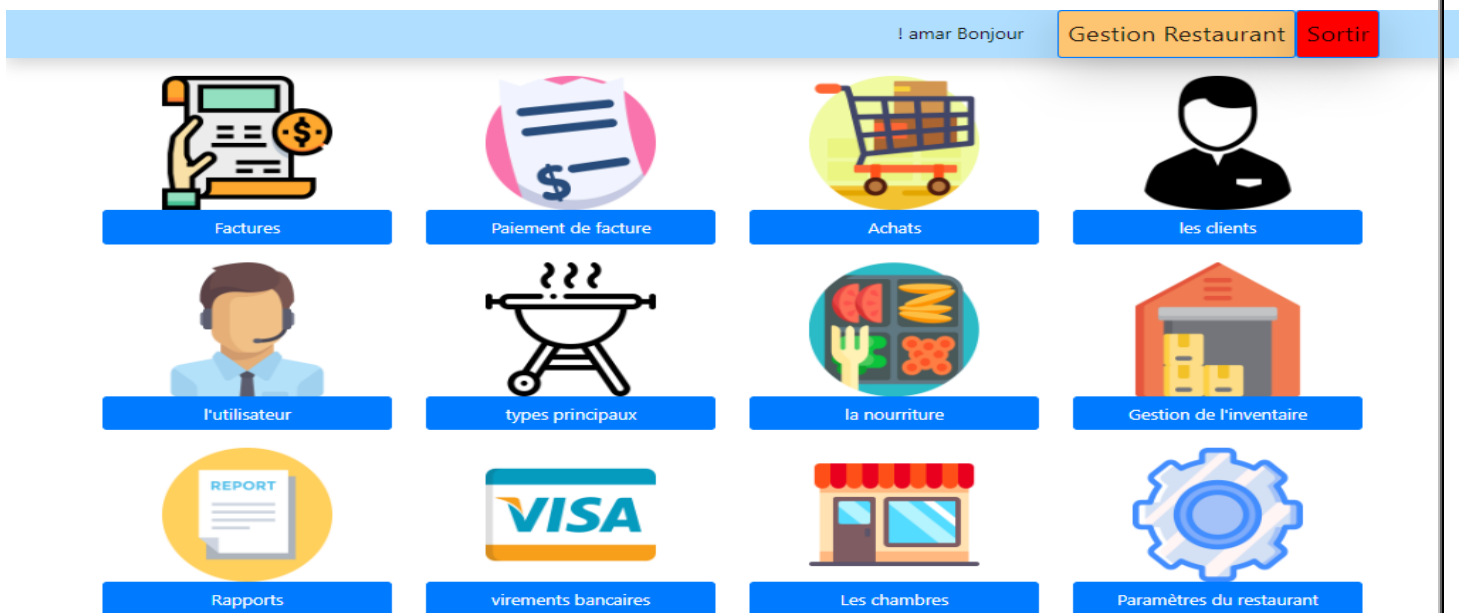 ! amar Bonjour Gestion Restaurant Sortir
Factures Paiement de facture Achats les clients
l'utilisateur types principaux la nourriture Gestion de l'inventaire
REPORT VISA
Rapports virements bancaires Les chambres Paramètres du restaurant